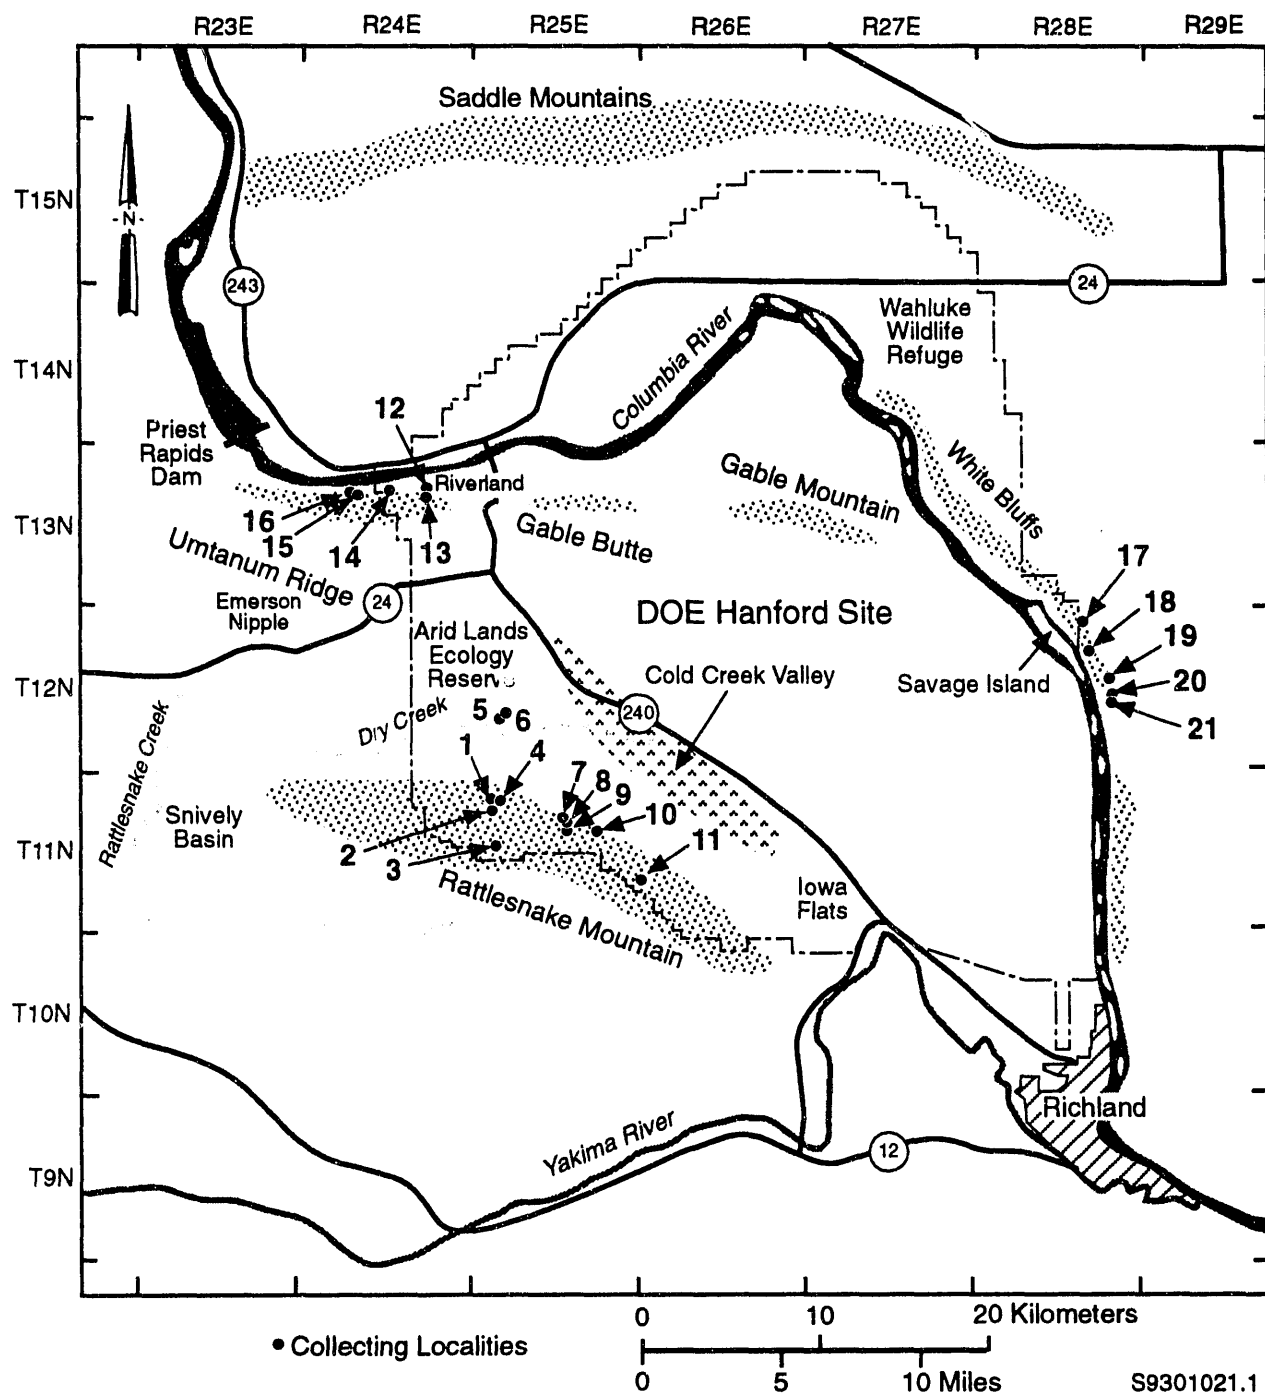 R23E R24E R25E R26E R27E R28E R29E
Saddle Mountains
T15N
N
243
24
Wahluke
Wildlife
Refuge
Columbia River
T14N
12
Priest
Rapids
Dam
White Bluffs
Gable Mountain
Riverland
16
15
14
13
T13N
Gable Butte
Umtanum Ridge
17
24
Emerson
Nipple
DOE Hanford Site
18
Arid Lands
Ecology
19
Cold Creek Valley
Savage Island
20
T12N
Dry Creek
5
6
240
21
Rattlesnake Creek
1
4
7
8
9
10
Snively
Basin
2
3
11
T11N
Rattlesnake Mountain
Iowa
Flats
T10N
Richland
Yakima River
12
T9N
0 10 20 Kilometers
Collecting Localities
0 5 10 Miles
S9301021.1